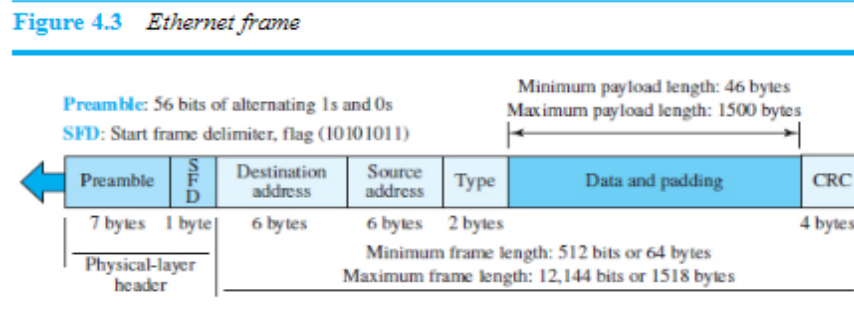 Figure 4.3 Ethernet frame
Minimum payload length: 46 bytes
Maximum payload length: 1500 bytes
Preamble: 56 bits of alternating 1s and 0s
SFD: Start frame delimiter, flag (10101011)
Preamble
S
F
D
Destination
address
Source
address
Type
Data and padding
CRC
7 bytes 1 byte 6 bytes 6 bytes 2 bytes 4 bytes
Physical-layer
header
Minimum frame length: 512 bits or 64 bytes
Maximum frame length: 12,144 bits or 1518 bytes